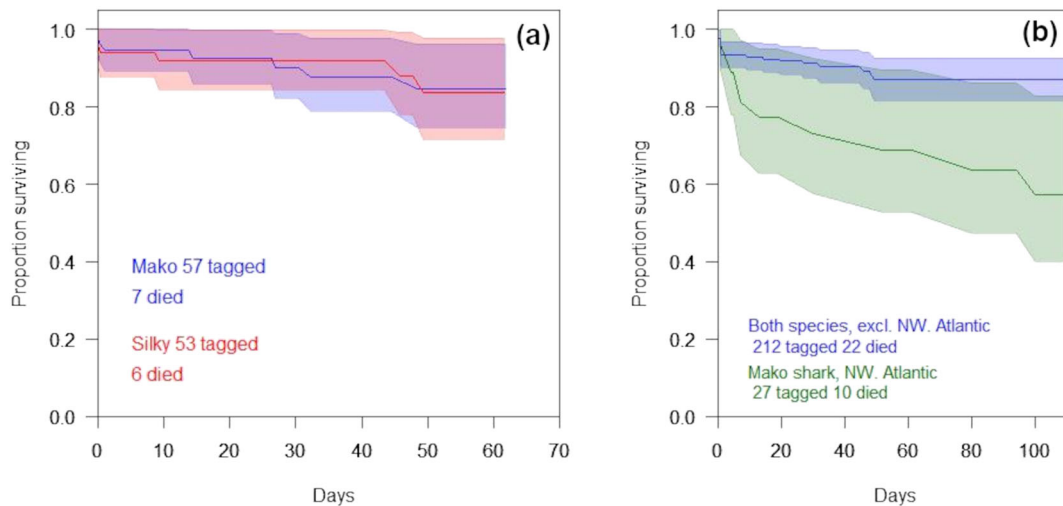 (a)
1.0
0.8
0.6
0.4
0.2
0.0
Proportion surviving
Mako 57 tagged
7 died
Silky 53 tagged
6 died
0 10 20 30 40 50 60 70
Days
(b)
1.0
0.8
0.6
0.4
0.2
0.0
Proportion surviving
Both species, excl. NW. Atlantic
212 tagged 22 died
Mako shark, NW. Atlantic
27 tagged 10 died
0 20 40 60 80 100
Days